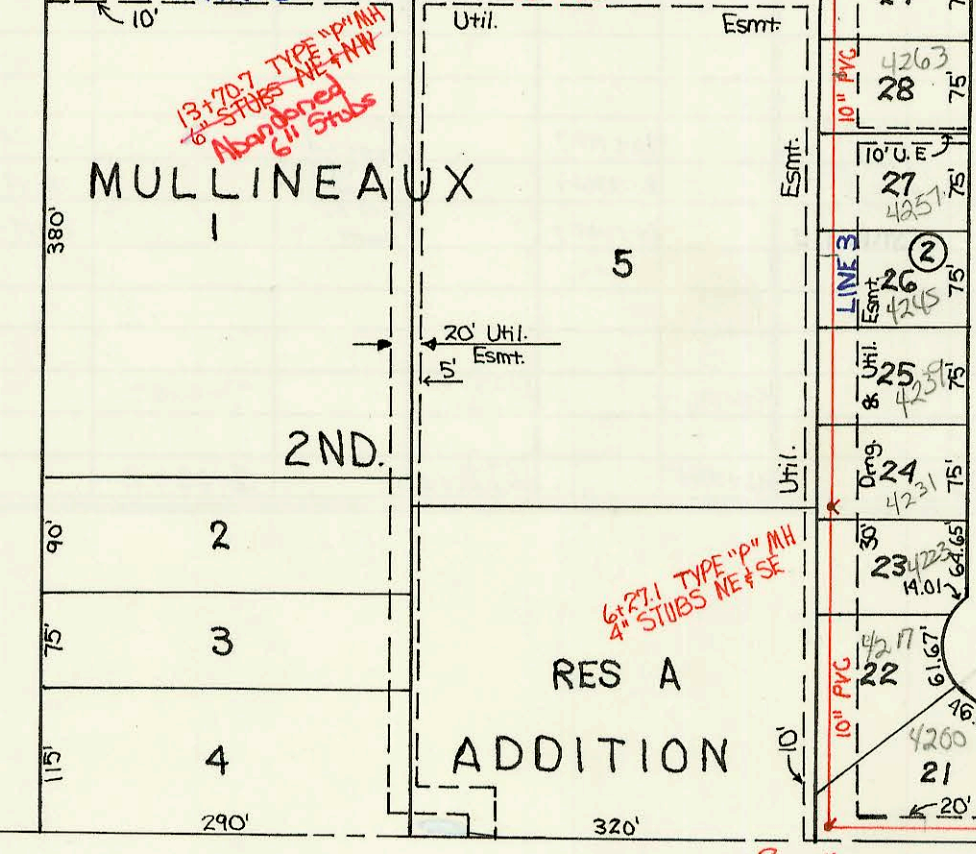 10'
Util. Esmt.
13+70.7 TYPE "P" MH
6" STUBS NE & NW
Abandoned
6" Stubs
10" PVC
4263
28
75'
MULLINEAUX
1
380'
Esmt.
10' U.E
27
4257
75'
5
LINE 3
2
26
Esmt.
4245
75'
20' Util.
Esmt.
5'
& Util.
25
4239
75'
2ND.
Util.
Drng.
24
4231
75'
90'
2
30'
23
4223
64.65'
14.01
6+27.1 TYPE "P" MH
4" STUBS NE & SE
75'
3
RES A
4217
22
61.67'
10" PVC
46.
115'
4
ADDITION
10'
4260
21
20'
290'
320'